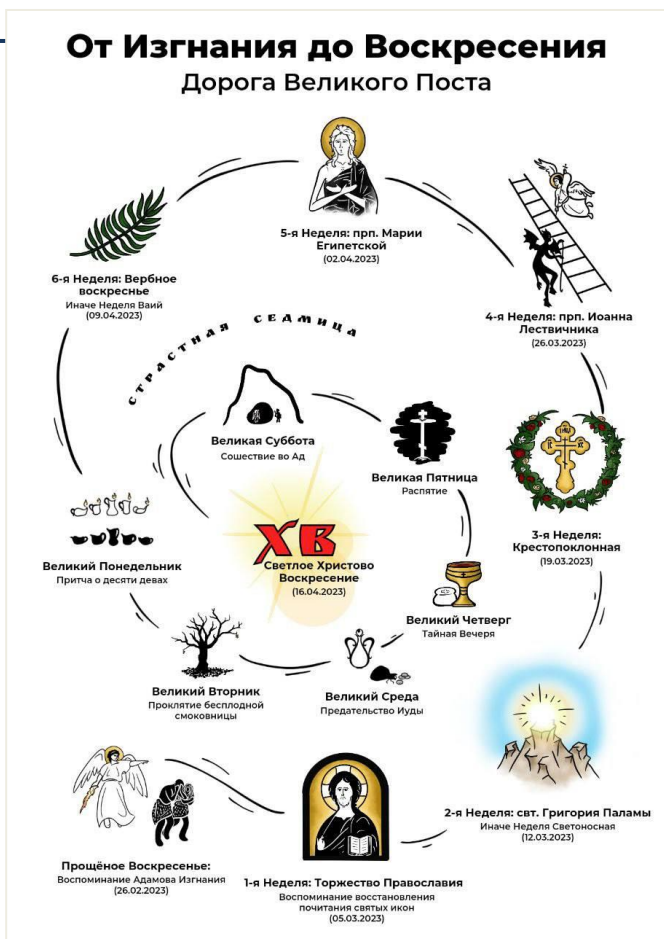 От Изгнания до Воскресения
Дорога Великого Поста
Прощёное Воскресенье:
Воспоминание Адамова Изгнания
(26.02.2023)
1-я Неделя: Торжество Православия
Воспоминание восстановления
почитания святых икон
(05.03.2023)
2-я Неделя: свт. Григория Паламы
Иначе Неделя Светоносная
(12.03.2023)
3-я Неделя:
Крестопоклонная
(19.03.2023)
4-я Неделя: прп. Иоанна
Лествичника
(26.03.2023)
5-я Неделя: прп. Марии
Египетской
(02.04.2023)
6-я Неделя: Вербное
воскреснье
Иначе Неделя Ваий
(09.04.2023)
СТРАСТНАЯ СЕДМИЦА
Великий Понедельник
Притча о десяти девах
Великий Вторник
Проклятие бесплодной
смоковницы
Великий Среда
Предательство Иуды
Великий Четверг
Тайная Вечеря
Великая Пятница
Распятие
Великая Суббота
Сошествие во Ад
ХВ
Светлое Христово
Воскресение
(16.04.2023)